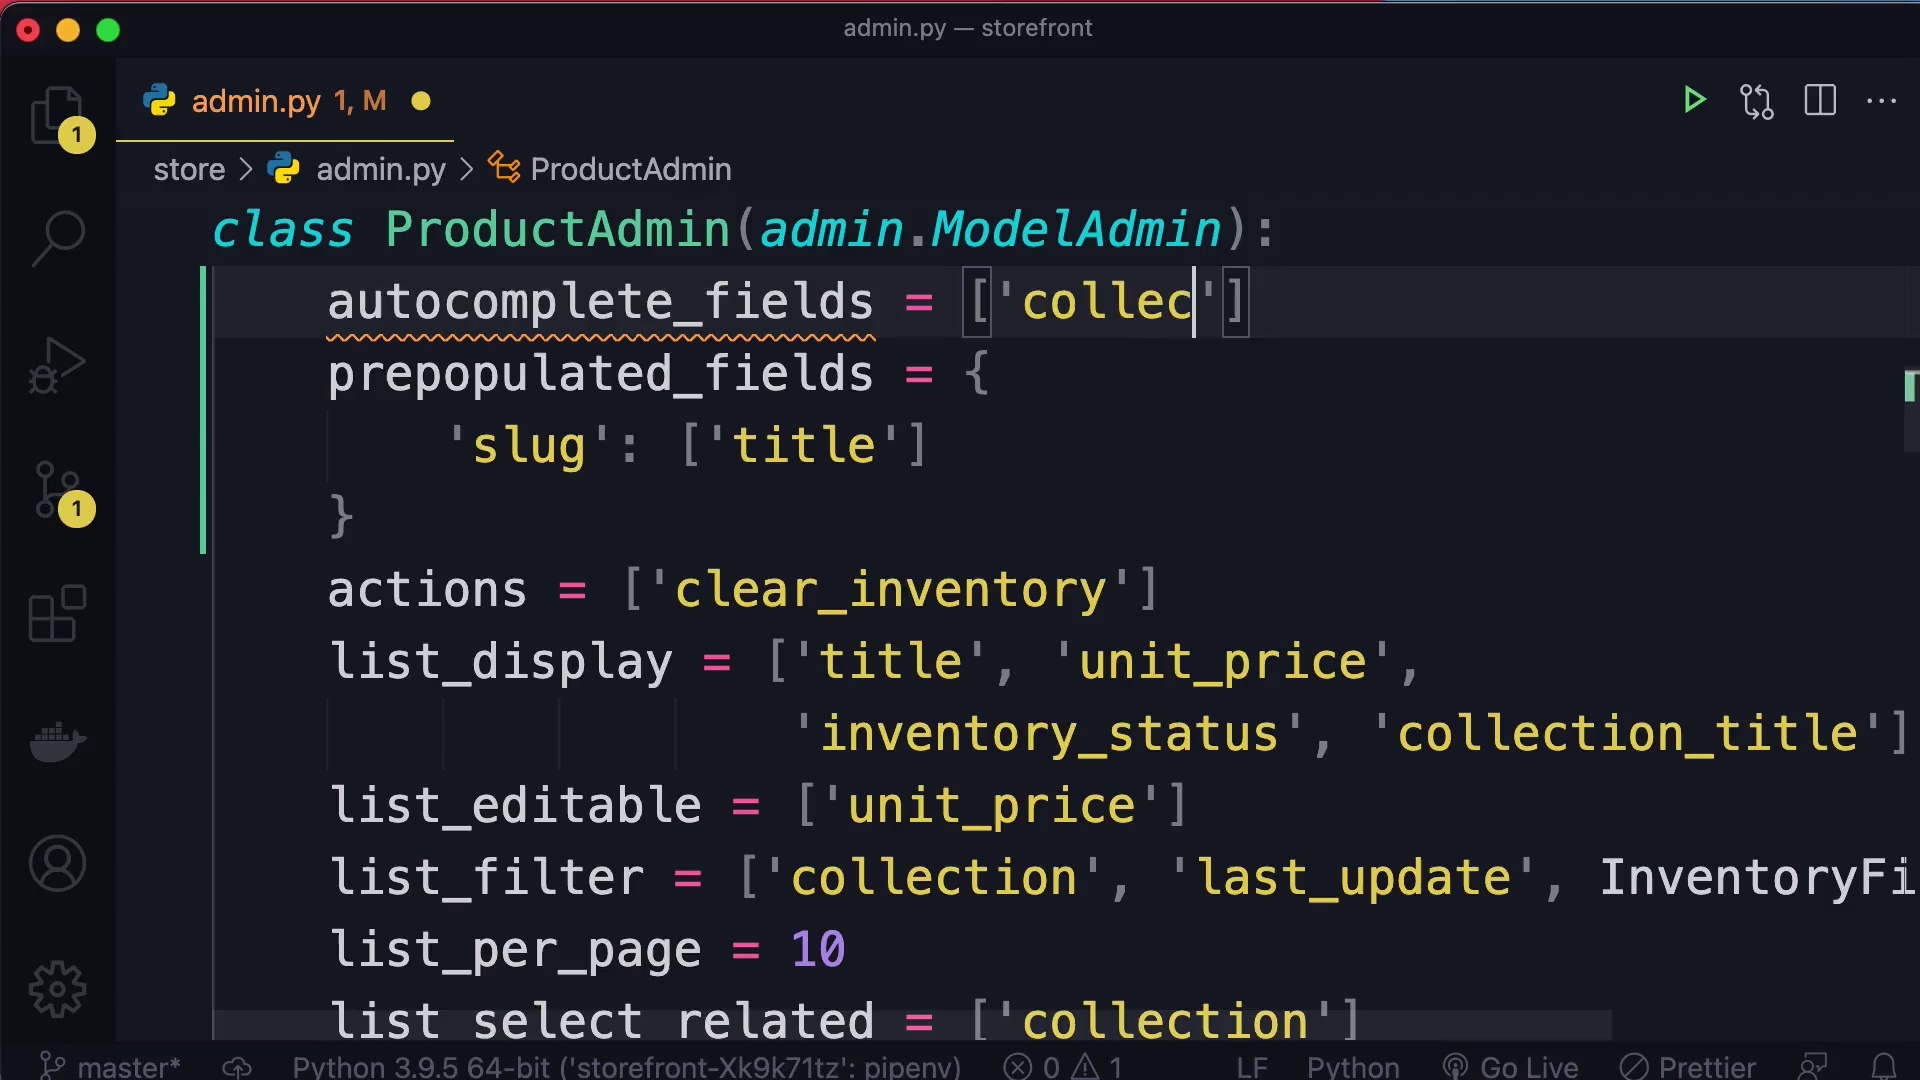 admin.py — storefront
admin.py 1, M
1
store > admin.py > ProductAdmin
class ProductAdmin(admin.ModelAdmin):
autocomplete_fields = ['collec']
prepopulated_fields = {
'slug': ['title']
}
1
actions = ['clear_inventory']
list_display = ['title', 'unit_price',
'inventory_status', 'collection_title']
list_editable = ['unit_price']
list_filter = ['collection', 'last_update', InventoryFi
list_per_page = 10
list_select_related = ['collection']
master* Python 3.9.5 64-bit ('storefront-Xk9k71tz': pipenv) 0 1 LF Python Go Live Prettier